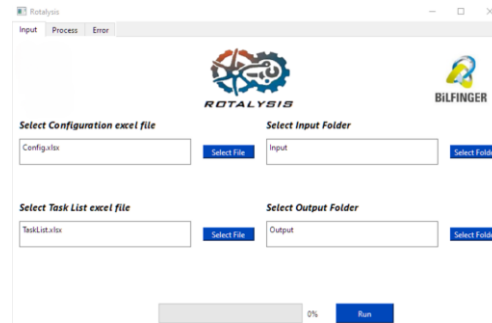 Rotalysis
Input Process Error
ROTALYSIS
BILFINGER
Select Configuration excel file
Select Input Folder
Config.xlsx
Select File
Input
Select Folde
Select Task List excel file
Select Output Folder
TaskList.xlsx
Select File
Output
Select Folde
0%
Run